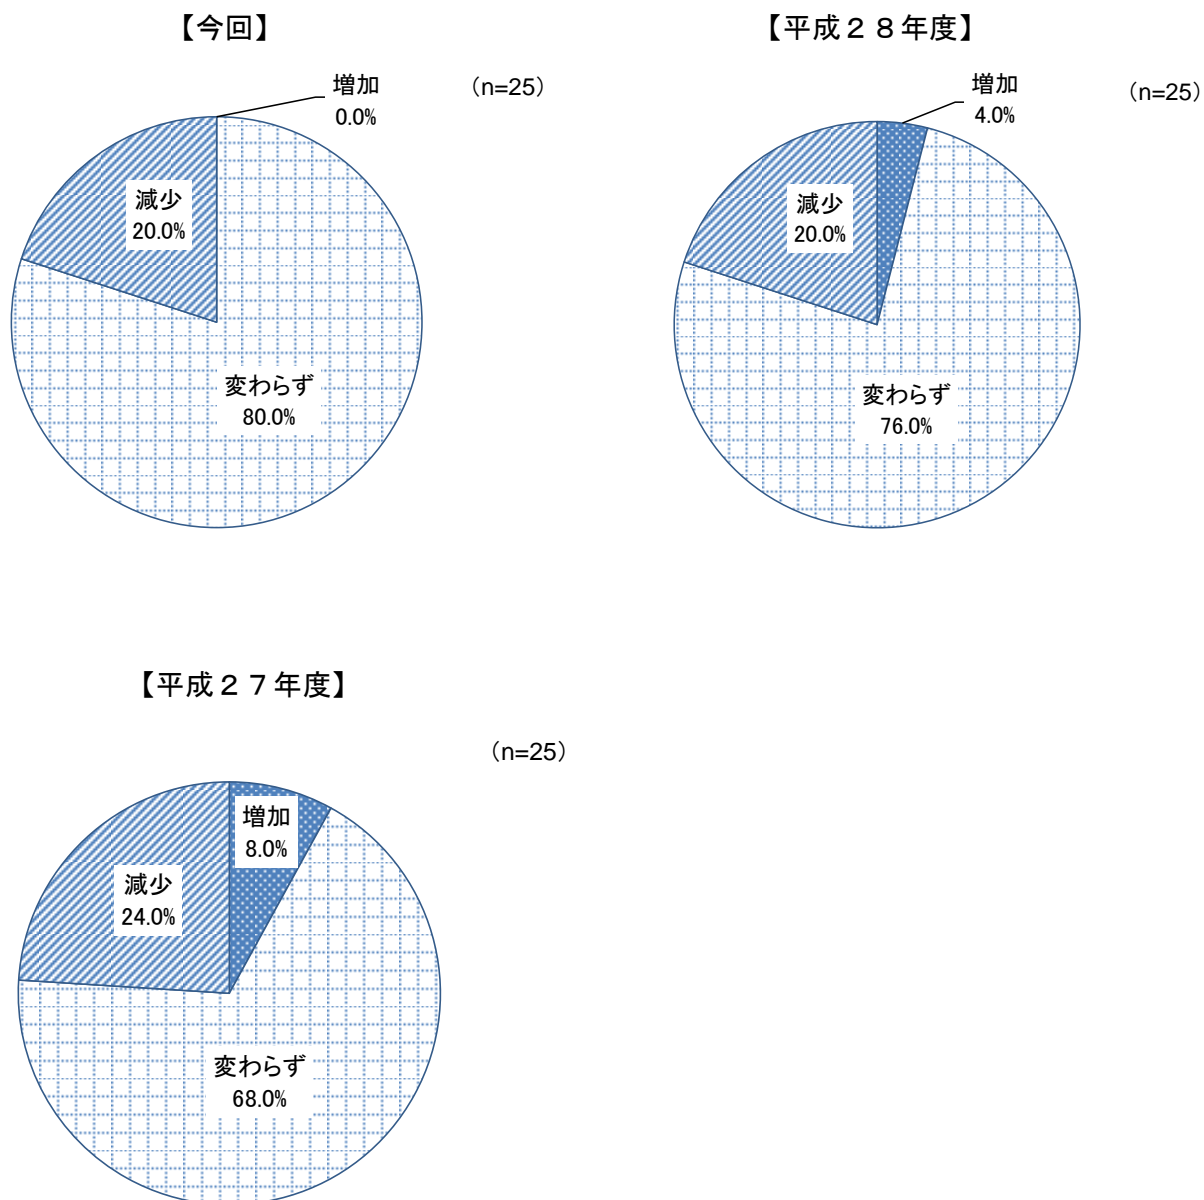 【今回】
(n=25)
増加
0.0%
減少
20.0%
変わらず
80.0%
【平成２８年度】
(n=25)
増加
4.0%
減少
20.0%
変わらず
76.0%
【平成２７年度】
(n=25)
増加
8.0%
減少
24.0%
変わらず
68.0%